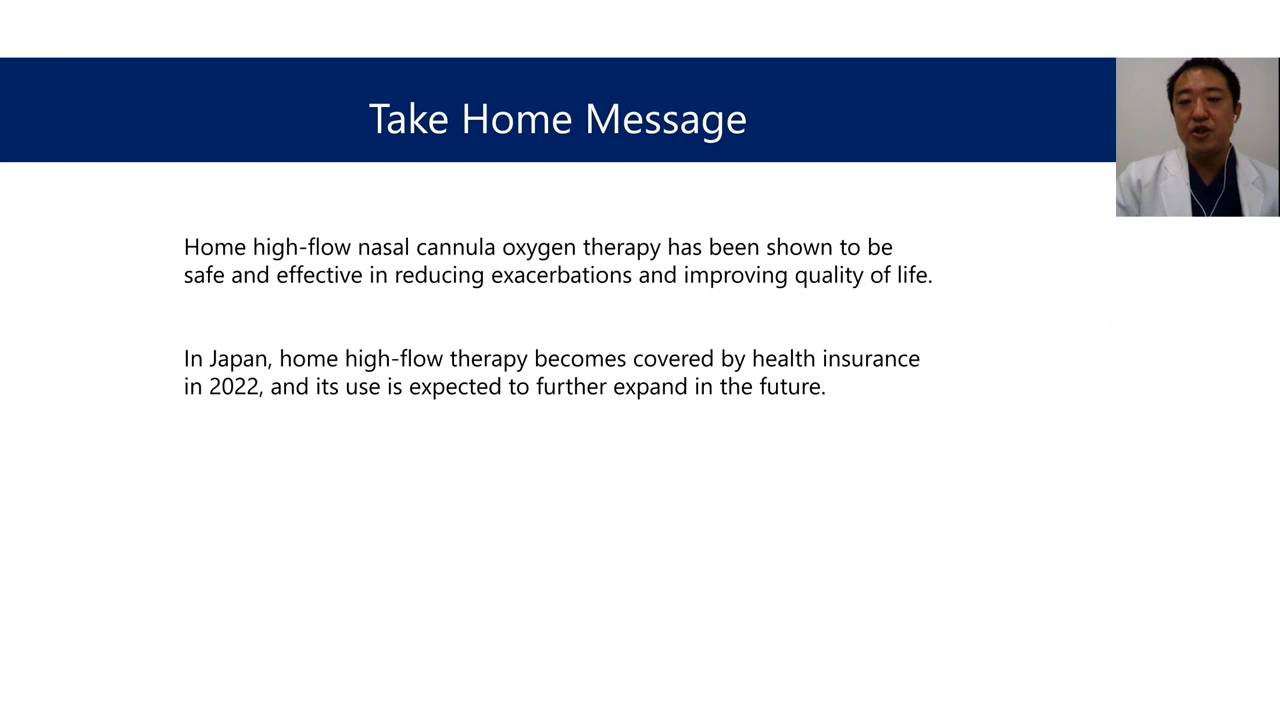 Take Home Message
Home high-flow nasal cannula oxygen therapy has been shown to be
safe and effective in reducing exacerbations and improving quality of life.
In Japan, home high-flow therapy becomes covered by health insurance
in 2022, and its use is expected to further expand in the future.